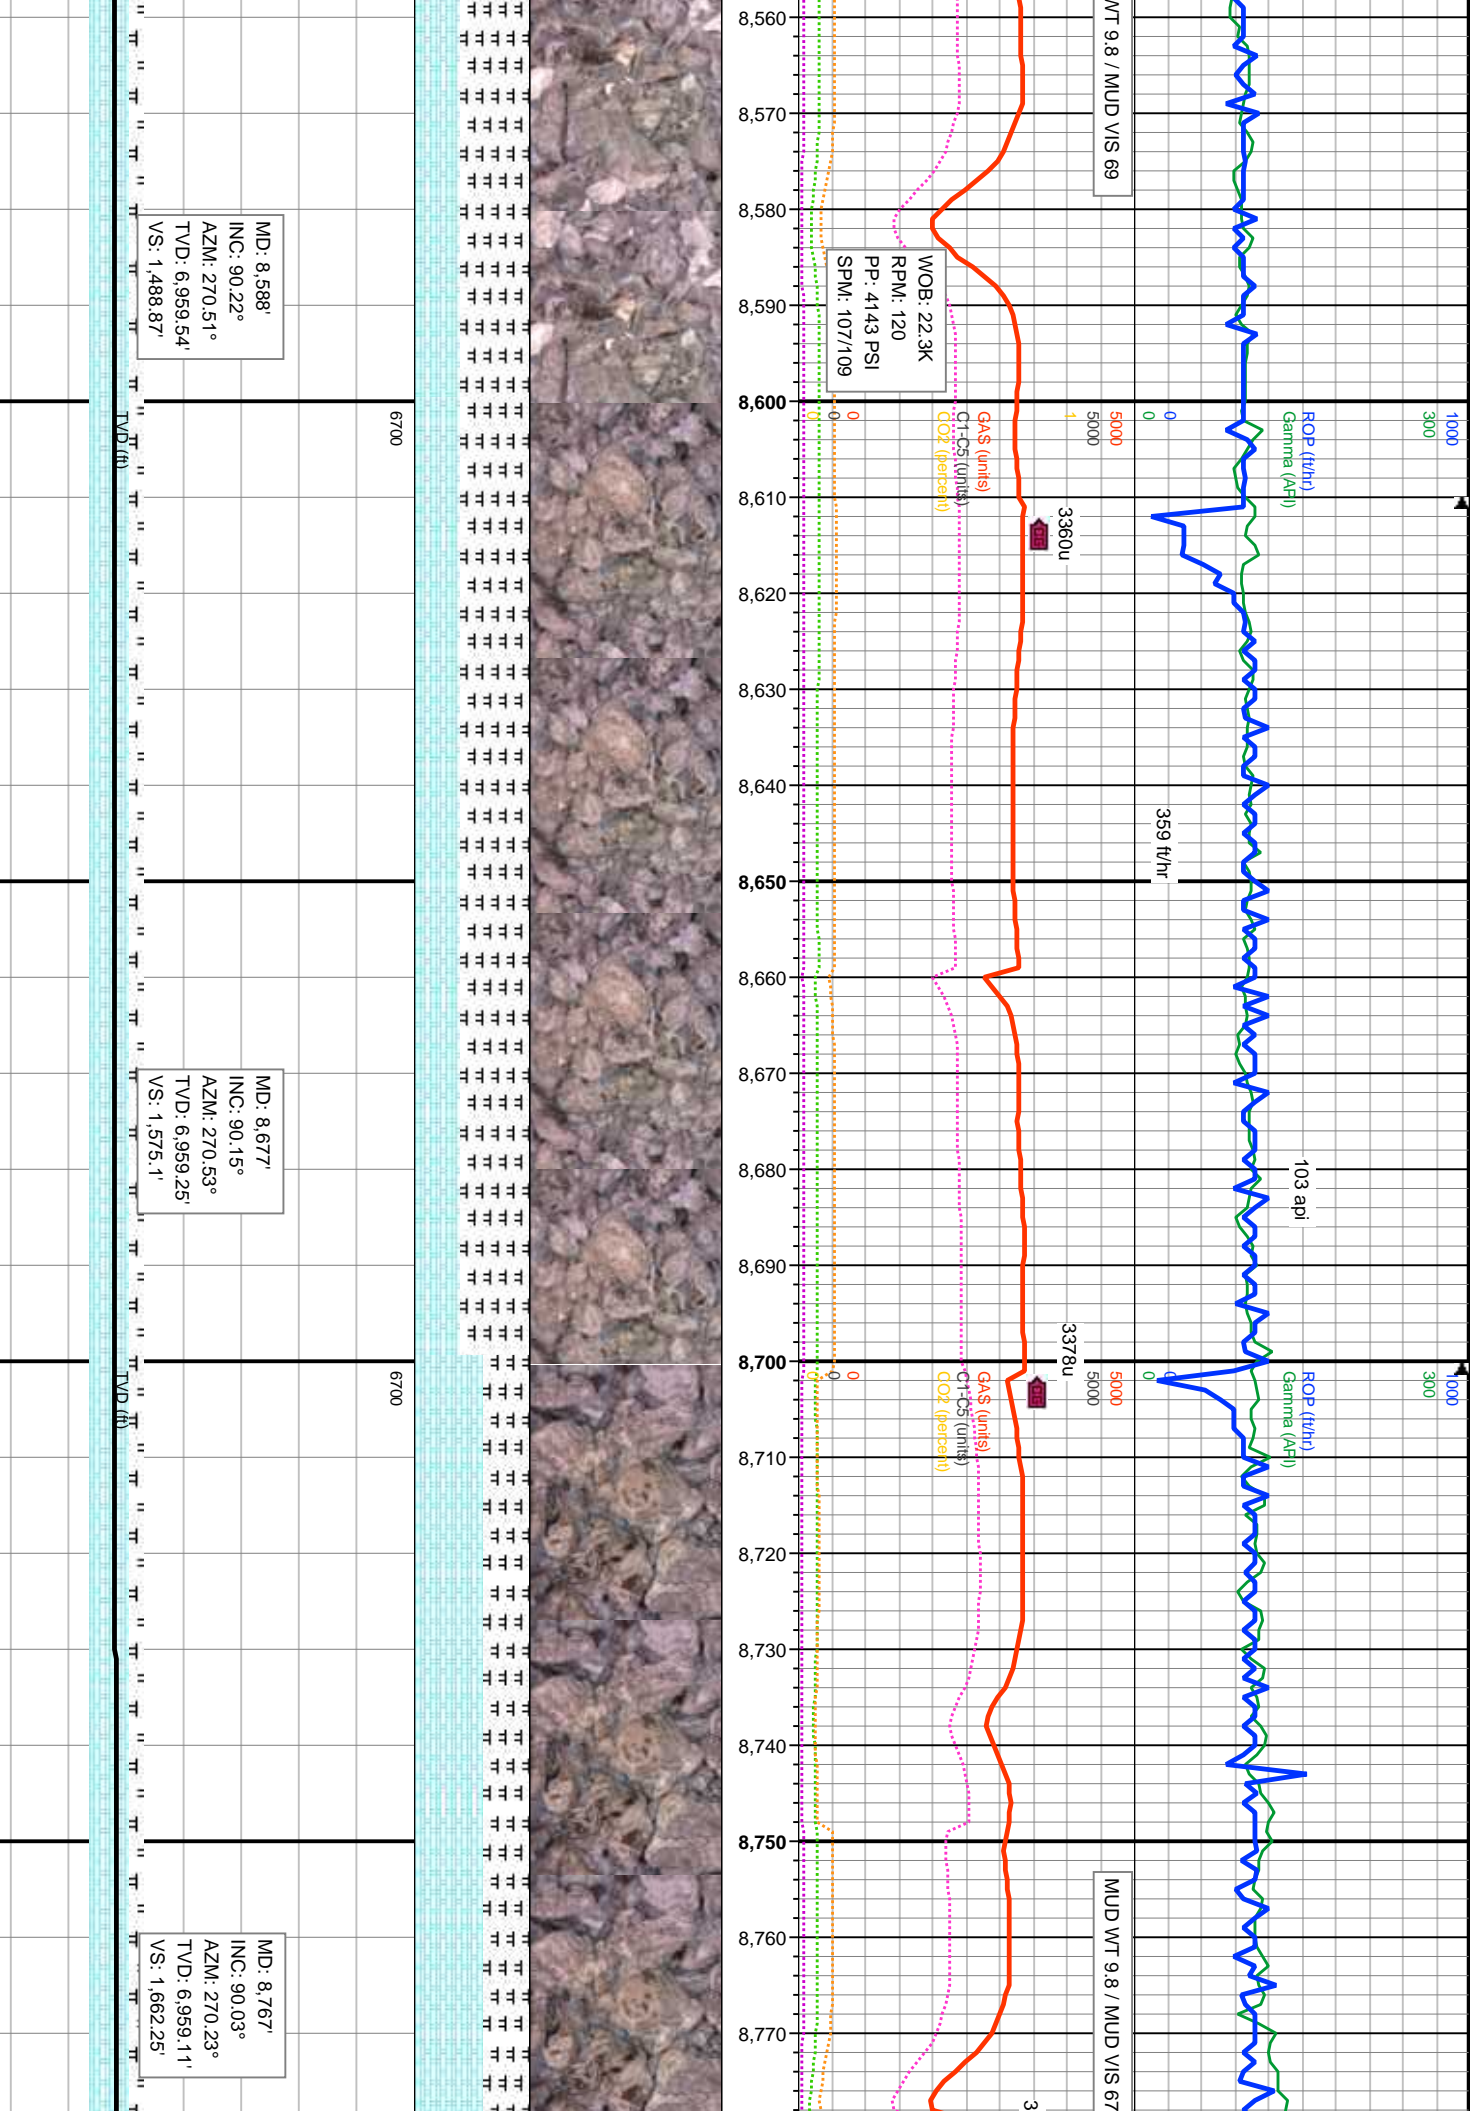 WT 9.8 / MUD VIS 69
8,560
8,570
8,580
8,590
8,600
8,610
8,620
8,630
8,640
8,650
8,660
8,670
8,680
8,690
8,700
8,710
8,720
8,730
8,740
8,750
8,760
8,770
MD: 8,588'
INC: 90.22°
AZM: 270.51°
TVD: 6,959.54'
VS: 1,488.87'
WOB: 22.3K
RPM: 120
PP: 4143 PSI
SPM: 107/109
6700
TVD (ft)
0
0
0
GAS (units)
C1-C5 (units)
CO2 (percent)
1
5000
5000
0
0
ROP (ft/hr)
Gamma (API)
300
1000
3360u
359 ft/hr
MD: 8,677'
INC: 90.15°
AZM: 270.53°
TVD: 6,959.25'
VS: 1,575.1'
103 api
3378u
6700
TVD (ft)
0
0
0
GAS (units)
C1-C5 (units)
CO2 (percent)
5000
5000
0
0
ROP (ft/hr)
Gamma (API)
300
1000
MUD WT 9.8 / MUD VIS 67
MD: 8,767'
INC: 90.03°
AZM: 270.23°
TVD: 6,959.11'
VS: 1,662.25'
3